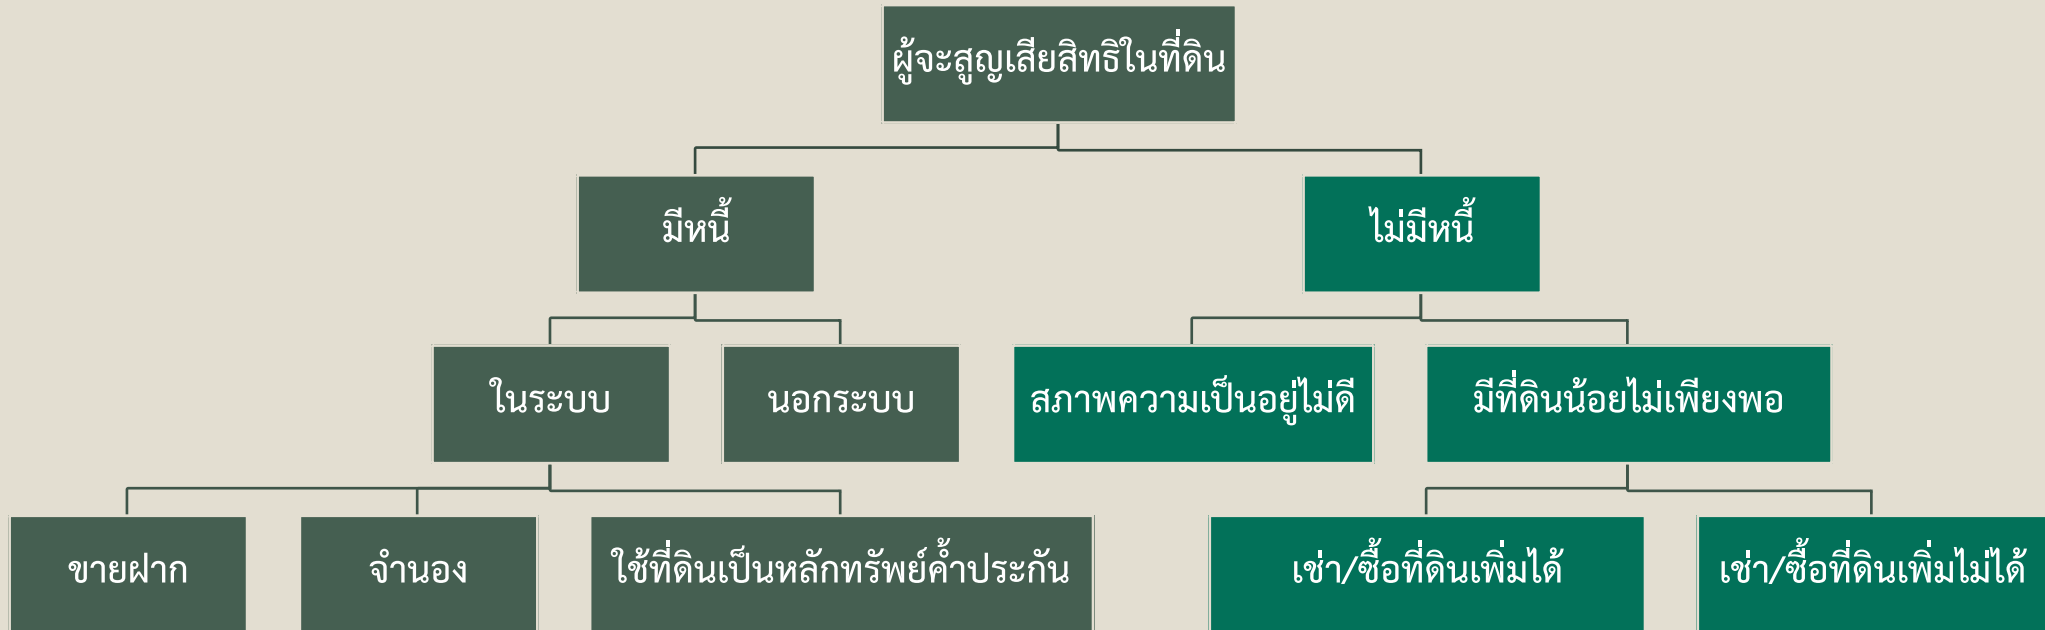 ผู้จะสูญเสียสิทธิในที่ดิน
มีหนี้
ไม่มีหนี้
ในระบบ
นอกระบบ
สภาพความเป็นอยู่ไม่ดี
มีที่ดินน้อยไม่เพียงพอ
ขายฝาก
จำนอง
ใช้ที่ดินเป็นหลักทรัพย์ค้ำประกัน
เช่า/ซื้อที่ดินเพิ่มได้
เช่า/ซื้อที่ดินเพิ่มไม่ได้